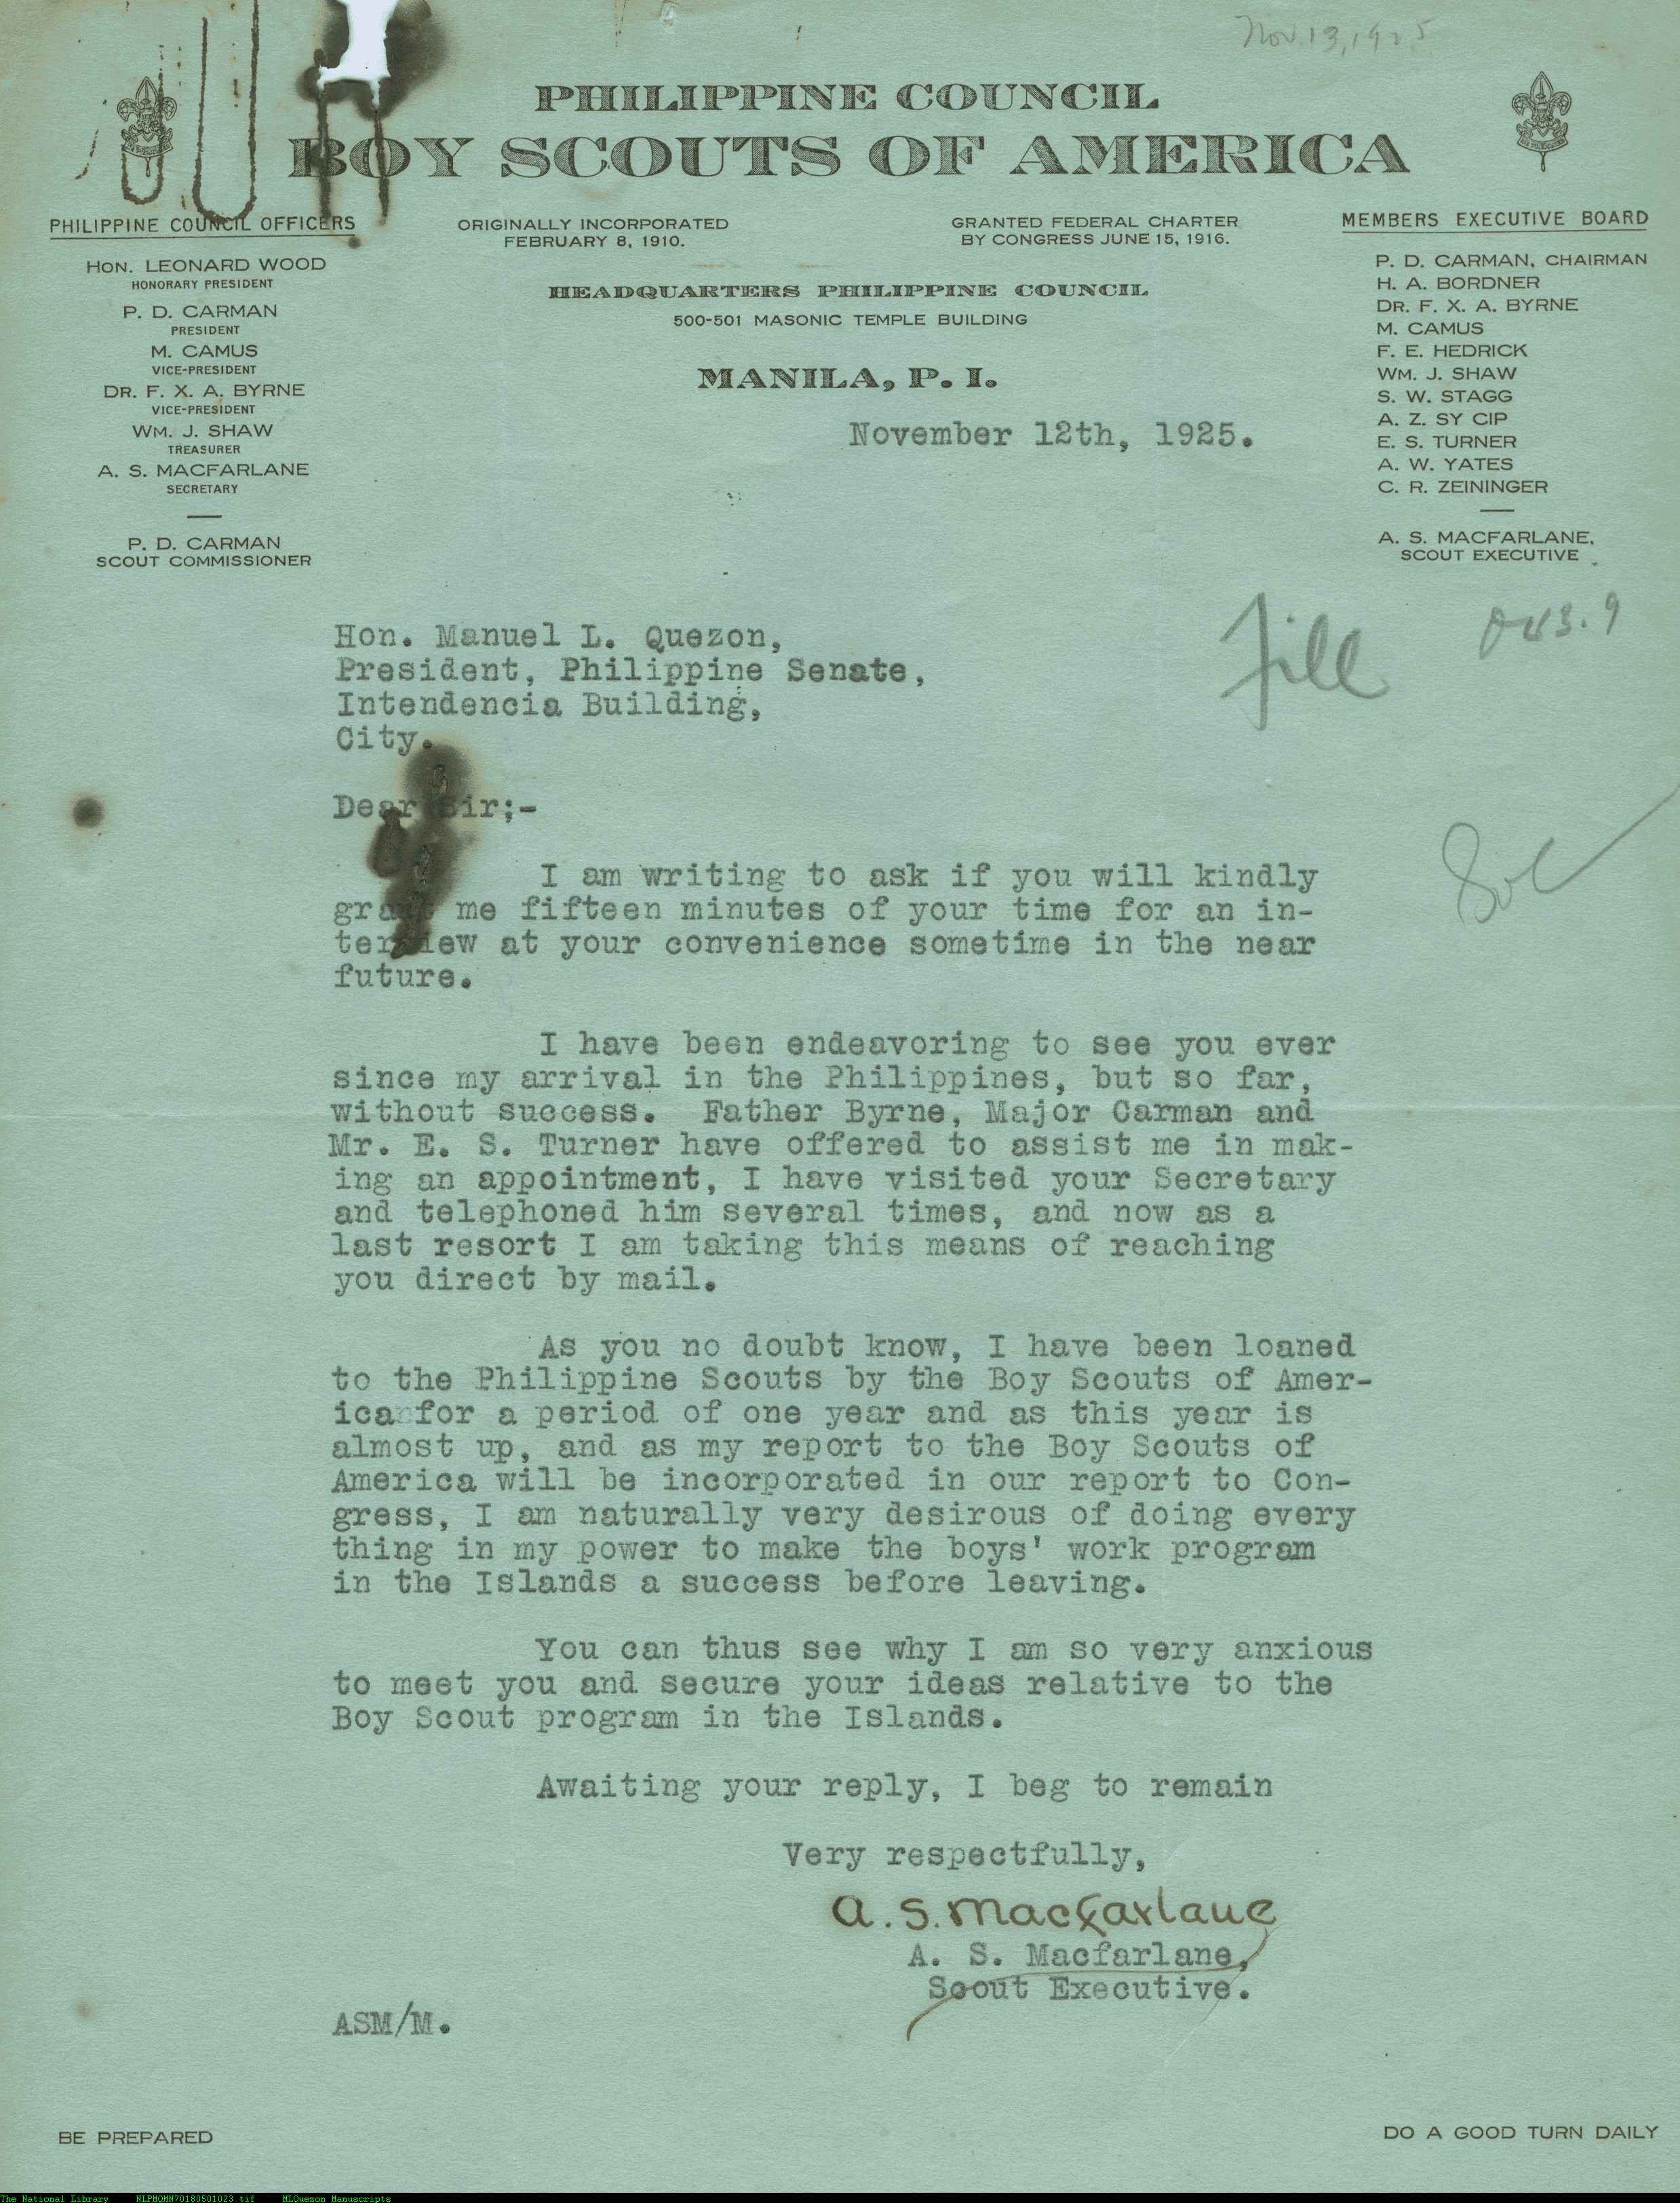 Nov. 13, 1925
PHILIPPINE COUNCIL
BOY SCOUTS OF AMERICA
PHILIPPINE COUNCIL OFFICERS
HON. LEONARD WOOD
HONORARY PRESIDENT
P. D. CARMAN
PRESIDENT
M. CAMUS
VICE-PRESIDENT
DR. F. X. A. BYRNE
VICE-PRESIDENT
WM. J. SHAW
TREASURER
A. S. MACFARLANE
SECRETARY
P. D. CARMAN
SCOUT COMMISSIONER
ORIGINALLY INCORPORATED
FEBRUARY 8, 1910.
GRANTED FEDERAL CHARTER
BY CONGRESS JUNE 15, 1916.
HEADQUARTERS PHILIPPINE COUNCIL
500-501 MASONIC TEMPLE BUILDING
MANILA, P. I.
MEMBERS EXECUTIVE BOARD
P. D. CARMAN, CHAIRMAN
H. A. BORDNER
DR. F. X. A. BYRNE
M. CAMUS
F. E. HEDRICK
WM. J. SHAW
S. W. STAGG
A. Z. SY CIP
E. S. TURNER
A. W. YATES
C. R. ZEININGER
A. S. MACFARLANE,
SCOUT EXECUTIVE
November 12th, 1925.
Hon. Manuel L. Quezon,
President, Philippine Senate,
Intendencia Building,
City.
Dear Sir;-
I am writing to ask if you will kindly
grant me fifteen minutes of your time for an in-
terview at your convenience sometime in the near
future.
I have been endeavoring to see you ever
since my arrival in the Philippines, but so far,
without success. Father Byrne, Major Carman and
Mr. E. S. Turner have offered to assist me in mak-
ing an appointment, I have visited your Secretary
and telephoned him several times, and now as a
last resort I am taking this means of reaching
you direct by mail.
As you no doubt know, I have been loaned
to the Philippine Scouts by the Boy Scouts of Amer-
ica for a period of one year and as this year is
almost up, and as my report to the Boy Scouts of
America will be incorporated in our report to Con-
gress, I am naturally very desirous of doing every
thing in my power to make the boys' work program
in the Islands a success before leaving.
You can thus see why I am so very anxious
to meet you and secure your ideas relative to the
Boy Scout program in the Islands.
Awaiting your reply, I beg to remain
Very respectfully,
A. S. Macfarlane
A. S. Macfarlane,
Scout Executive.
ASM/M.
BE PREPARED
DO A GOOD TURN DAILY
The National Library NLPMQMN70180501023.tif MLQuezon Manuscripts